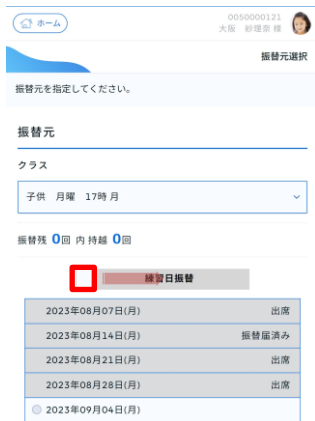 ホーム
0050000121
大阪 紗理奈 様
振替元選択
振替元を指定してください。
振替元
クラス
子供 月曜 17時 月
振替残 0回 内 持越 0回
練習日振替
2023年08月07日(月) 出席
2023年08月14日(月) 振替届済み
2023年08月21日(月) 出席
2023年08月28日(月) 出席
2023年09月04日(月)